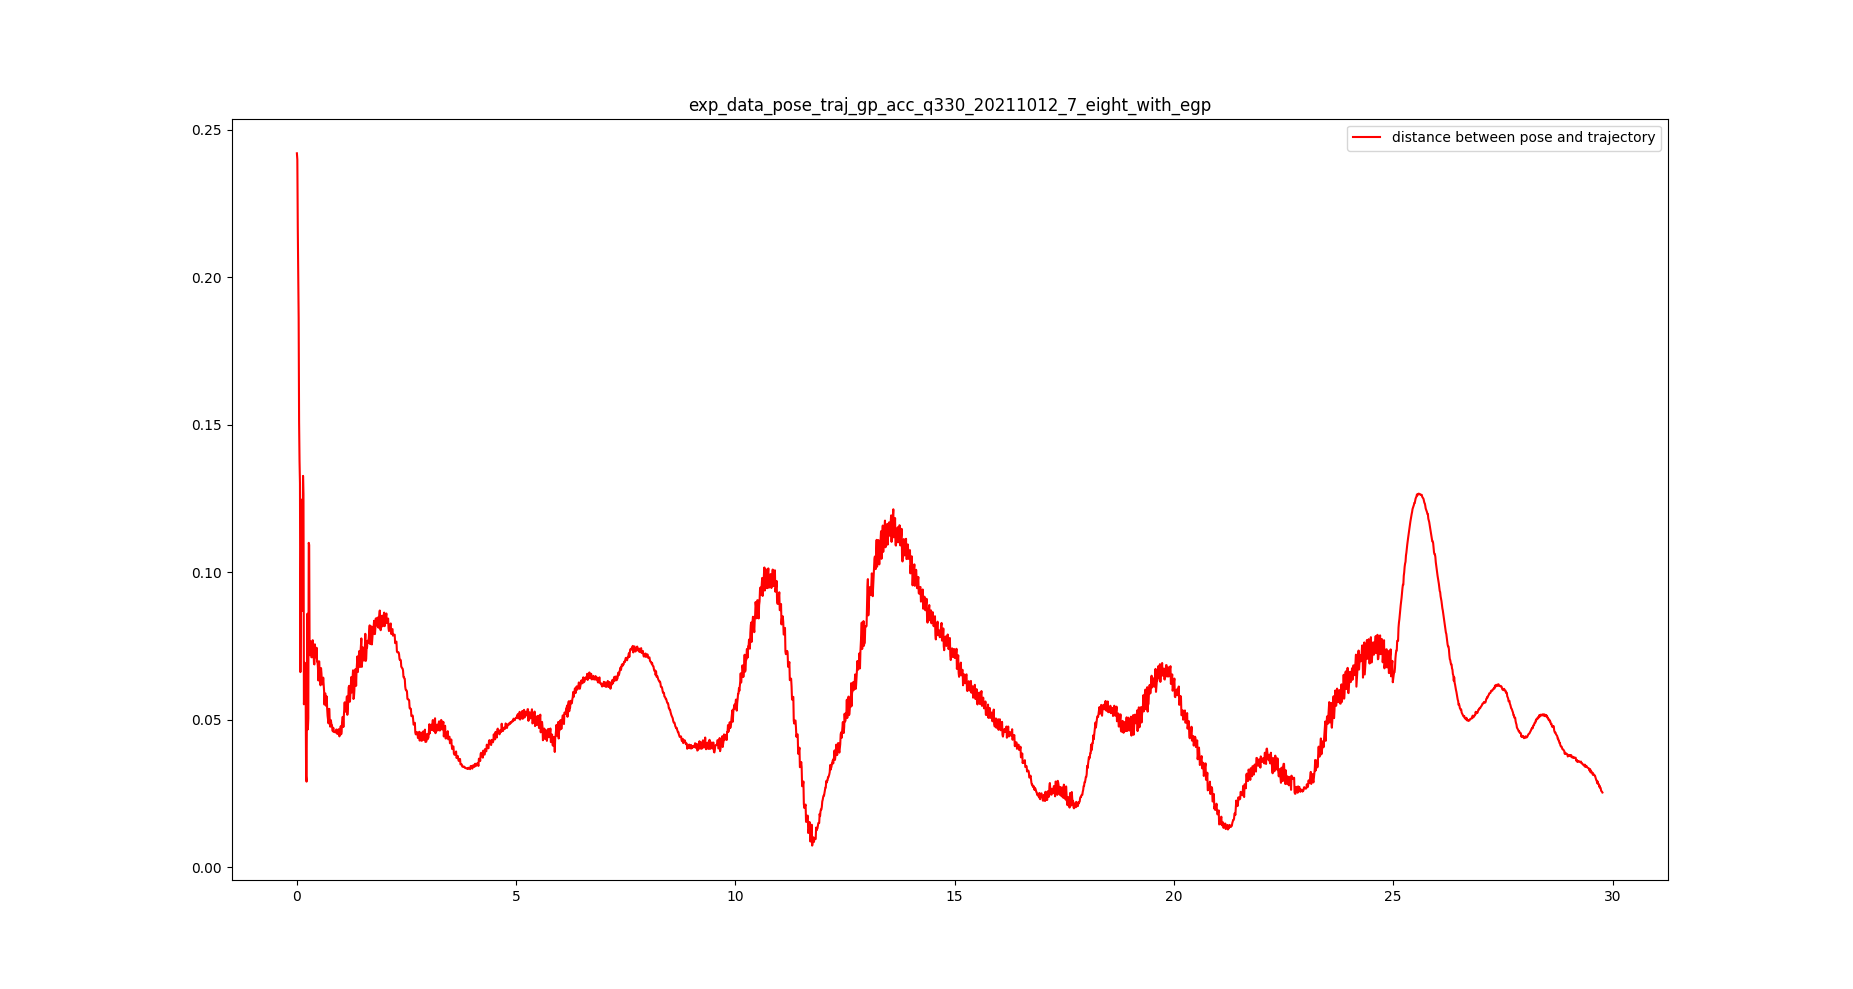 exp_data_pose_traj_gp_acc_q330_20211012_7_eight_with_egp
distance between pose and trajectory
0.25
0.20
0.15
0.10
0.05
0.00
0 5 10 15 20 25 30